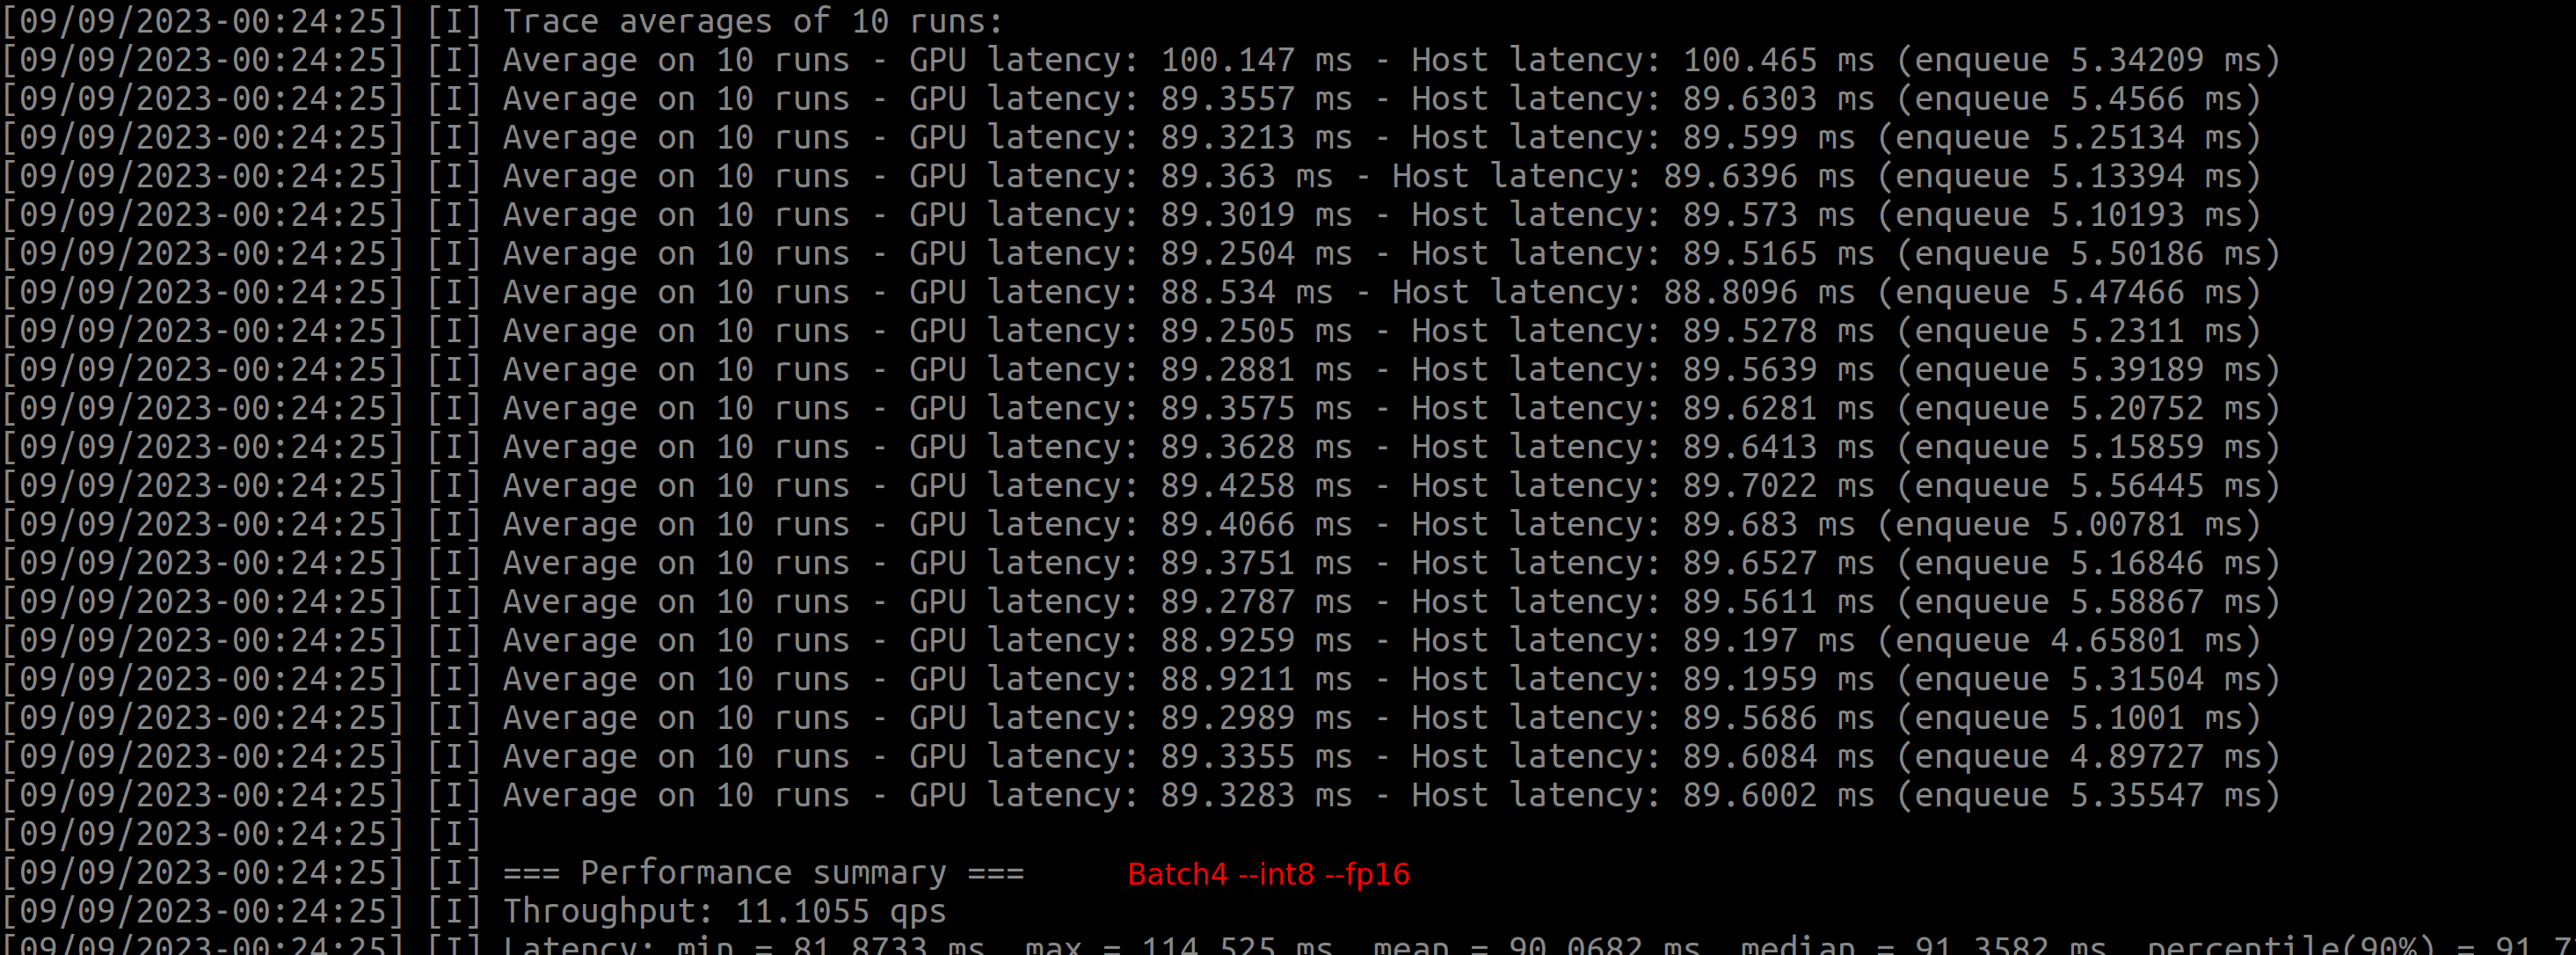 [09/09/2023-00:24:25] [I] Trace averages of 10 runs:
[09/09/2023-00:24:25] [I] Average on 10 runs - GPU latency: 100.147 ms - Host latency: 100.465 ms (enqueue 5.34209 ms)
[09/09/2023-00:24:25] [I] Average on 10 runs - GPU latency: 89.3557 ms - Host latency: 89.6303 ms (enqueue 5.4566 ms)
[09/09/2023-00:24:25] [I] Average on 10 runs - GPU latency: 89.3213 ms - Host latency: 89.599 ms (enqueue 5.25134 ms)
[09/09/2023-00:24:25] [I] Average on 10 runs - GPU latency: 89.363 ms - Host latency: 89.6396 ms (enqueue 5.13394 ms)
[09/09/2023-00:24:25] [I] Average on 10 runs - GPU latency: 89.3019 ms - Host latency: 89.573 ms (enqueue 5.10193 ms)
[09/09/2023-00:24:25] [I] Average on 10 runs - GPU latency: 89.2504 ms - Host latency: 89.5165 ms (enqueue 5.50186 ms)
[09/09/2023-00:24:25] [I] Average on 10 runs - GPU latency: 88.534 ms - Host latency: 88.8096 ms (enqueue 5.47466 ms)
[09/09/2023-00:24:25] [I] Average on 10 runs - GPU latency: 89.2505 ms - Host latency: 89.5278 ms (enqueue 5.2311 ms)
[09/09/2023-00:24:25] [I] Average on 10 runs - GPU latency: 89.2881 ms - Host latency: 89.5639 ms (enqueue 5.39189 ms)
[09/09/2023-00:24:25] [I] Average on 10 runs - GPU latency: 89.3575 ms - Host latency: 89.6281 ms (enqueue 5.20752 ms)
[09/09/2023-00:24:25] [I] Average on 10 runs - GPU latency: 89.3628 ms - Host latency: 89.6413 ms (enqueue 5.15859 ms)
[09/09/2023-00:24:25] [I] Average on 10 runs - GPU latency: 89.4258 ms - Host latency: 89.7022 ms (enqueue 5.56445 ms)
[09/09/2023-00:24:25] [I] Average on 10 runs - GPU latency: 89.4066 ms - Host latency: 89.683 ms (enqueue 5.00781 ms)
[09/09/2023-00:24:25] [I] Average on 10 runs - GPU latency: 89.3751 ms - Host latency: 89.6527 ms (enqueue 5.16846 ms)
[09/09/2023-00:24:25] [I] Average on 10 runs - GPU latency: 89.2787 ms - Host latency: 89.5611 ms (enqueue 5.58867 ms)
[09/09/2023-00:24:25] [I] Average on 10 runs - GPU latency: 88.9259 ms - Host latency: 89.197 ms (enqueue 4.65801 ms)
[09/09/2023-00:24:25] [I] Average on 10 runs - GPU latency: 88.9211 ms - Host latency: 89.1959 ms (enqueue 5.31504 ms)
[09/09/2023-00:24:25] [I] Average on 10 runs - GPU latency: 89.2989 ms - Host latency: 89.5686 ms (enqueue 5.1001 ms)
[09/09/2023-00:24:25] [I] Average on 10 runs - GPU latency: 89.3355 ms - Host latency: 89.6084 ms (enqueue 4.89727 ms)
[09/09/2023-00:24:25] [I] Average on 10 runs - GPU latency: 89.3283 ms - Host latency: 89.6002 ms (enqueue 5.35547 ms)
[09/09/2023-00:24:25] [I]
[09/09/2023-00:24:25] [I] === Performance summary === Batch4 --int8 --fp16
[09/09/2023-00:24:25] [I] Throughput: 11.1055 qps
[09/09/2023-00:24:25] [I] Latency: min = 81.8733 ms, max = 114.525 ms, mean = 90.0682 ms, median = 91.3582 ms, percentile(90%) =